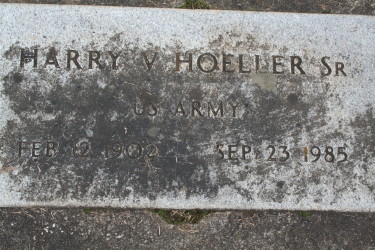 HARRY V HOELLER SR
US ARMY
FEB 12 1902 SEP 23 1985